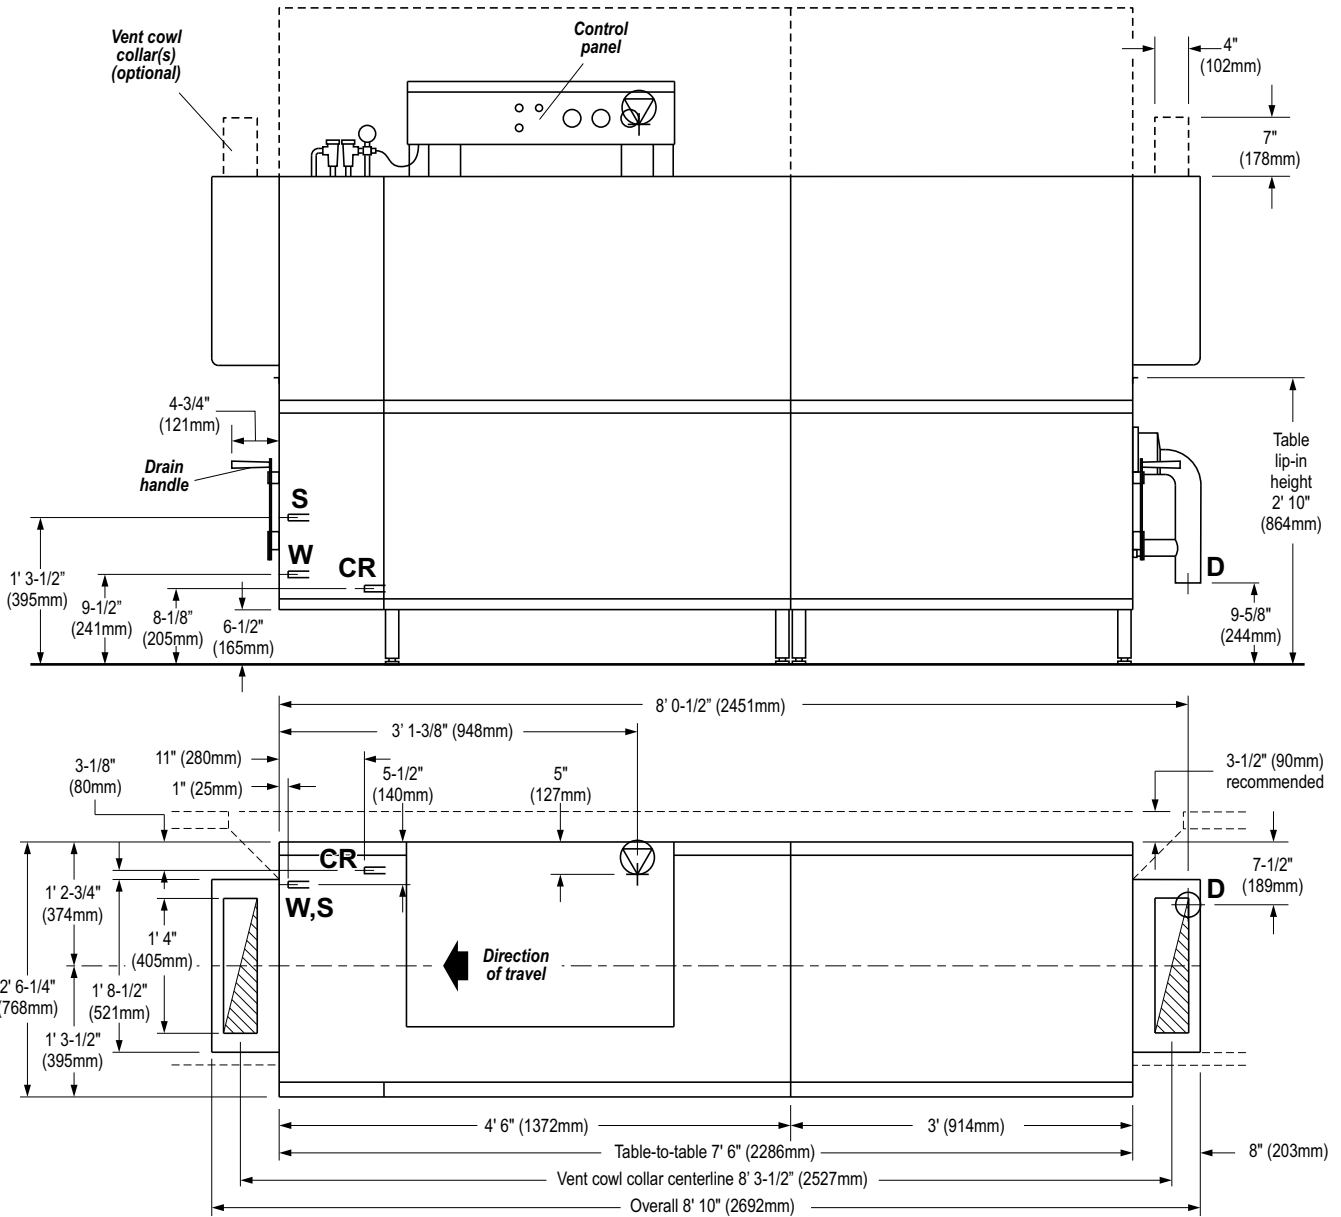 Vent cowl
collar(s)
(optional)
Control
panel
4"
(102mm)
7"
(178mm)
4-3/4"
(121mm)
Drain
handle
S
W
CR
D
Table
lip-in
height
2' 10"
(864mm)
1' 3-1/2”
(395mm)
9-1/2”
(241mm)
8-1/8”
(205mm)
6-1/2"
(165mm)
9-5/8"
(244mm)
8’ 0-1/2” (2451mm)
3’ 1-3/8” (948mm)
11" (280mm)
3-1/8"
(80mm)
1" (25mm)
5-1/2"
(140mm)
5"
(127mm)
3-1/2" (90mm)
recommended
CR
W,S
D
7-1/2"
(189mm)
1' 2-3/4"
(374mm)
1' 4"
(405mm)
Direction
of travel
2' 6-1/4"
(768mm)
1' 8-1/2"
(521mm)
1' 3-1/2"
(395mm)
4' 6" (1372mm)
3' (914mm)
Table-to-table 7' 6" (2286mm)
8" (203mm)
Vent cowl collar centerline 8’ 3-1/2” (2527mm)
Overall 8' 10" (2692mm)